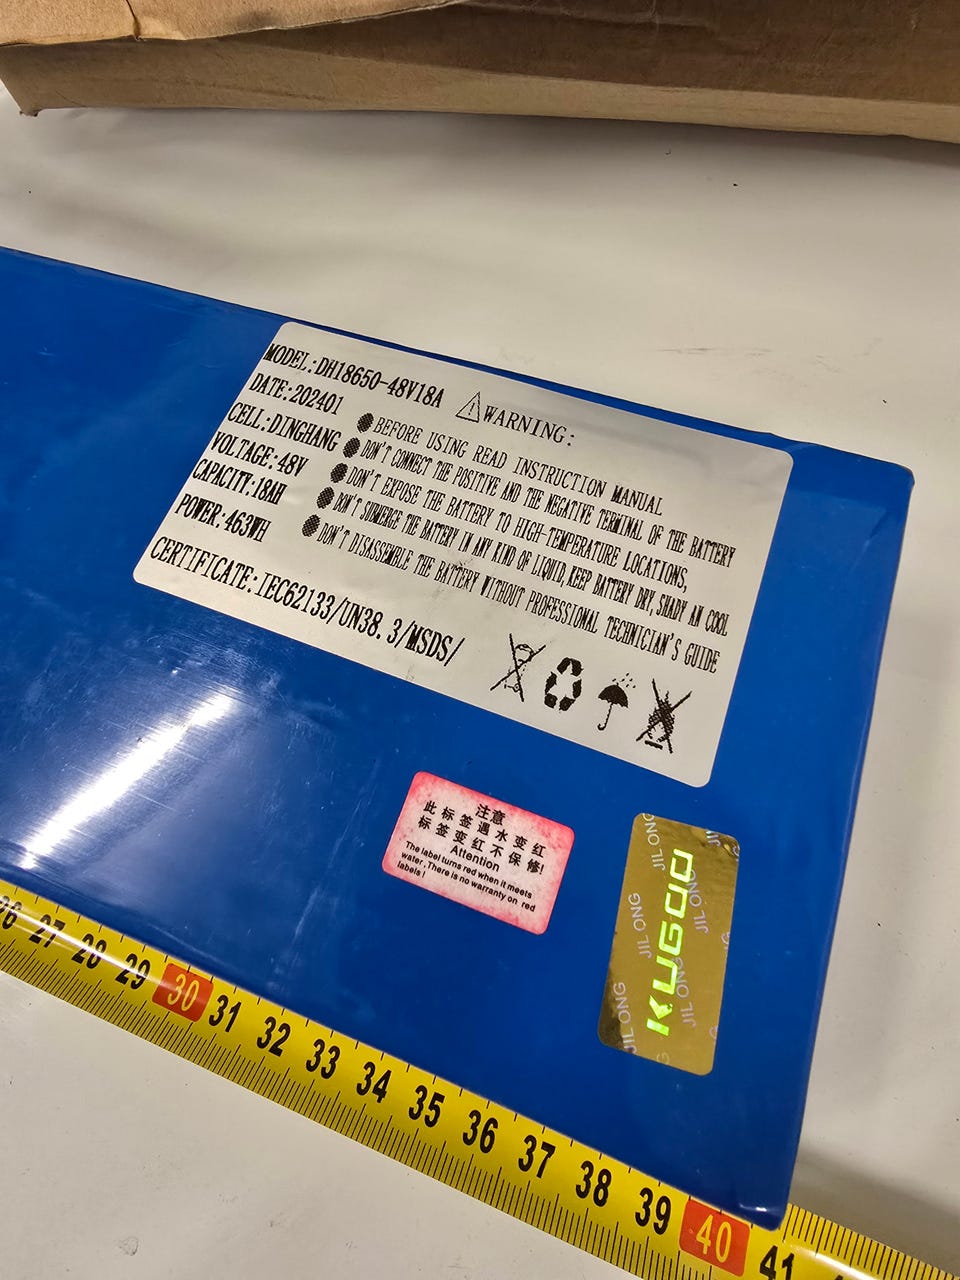 MODEL:DH18650-48V18A
DATE:202401
CELL:DINGHANG
VOLTAGE:48V
CAPACITY:18AH
POWER:463WH
CERTIFICATE:IEC62133/UN38.3/MSDS/
WARNING:
BEFORE USING READ INSTRUCTION MANUAL
DON'T CONNECT THE POSITIVE AND THE NEGATIVE TERMINAL OF THE BATTERY
DON'T EXPOSE THE BATTERY TO HIGH-TEMPERATURE LOCATIONS,
DON'T SUBMERGE THE BATTERY IN ANY KIND OF LIQUID,KEEP BATTERY DRY, SHADY AN COOL
DON'T DISASSEMBLE THE BATTERY WITHOUT PROFESSIONAL TECHNICIAN'S GUIDE
注意
此标签遇水变红
标签变红不保修!
Attention
The label turns red when it meets
water,There is no warranty on red
labels!
KUGOO
JILONG
JILONG
JILONG
JILONG
JILONG
26 27 28 29 30 31 32 33 34 35 36 37 38 39 40 41